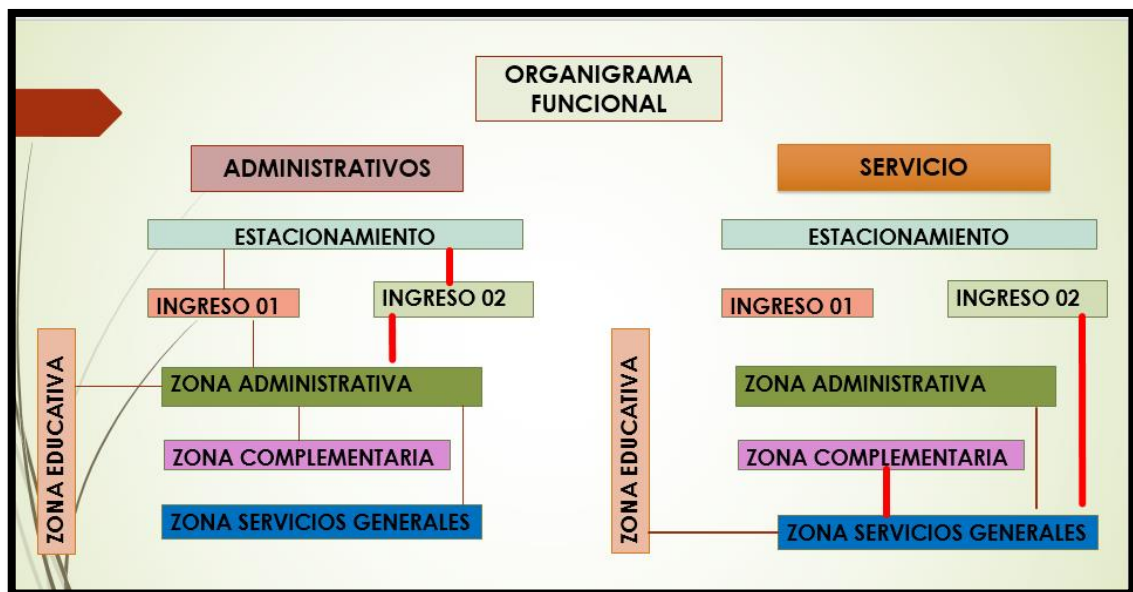 ORGANIGRAMA
FUNCIONAL
ADMINISTRATIVOS
ESTACIONAMIENTO
INGRESO 01
INGRESO 02
ZONA EDUCATIVA
ZONA ADMINISTRATIVA
ZONA COMPLEMENTARIA
ZONA SERVICIOS GENERALES
SERVICIO
ESTACIONAMIENTO
INGRESO 01
INGRESO 02
ZONA EDUCATIVA
ZONA ADMINISTRATIVA
ZONA COMPLEMENTARIA
ZONA SERVICIOS GENERALES